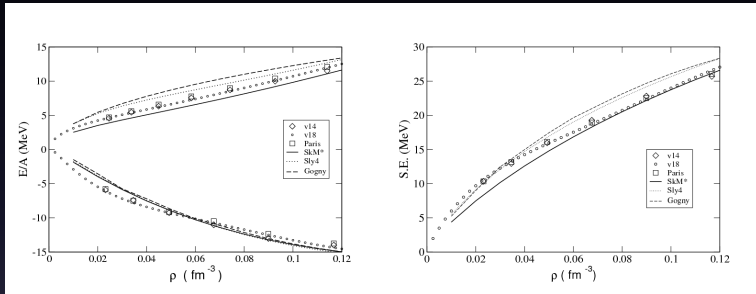 15
10
5
0
-5
-10
-15
E/A (MeV)
v14
v18
Paris
SkM*
Sly4
Gogny
0 0.02 0.04 0.06 0.08 0.1 0.12
ρ ( fm⁻³ )
30
25
20
15
10
5
0
S.E. (MeV)
v14
v18
Paris
SkM*
Sly4
Gogny
0 0.02 0.04 0.06 0.08 0.1 0.12
ρ ( fm⁻³ )